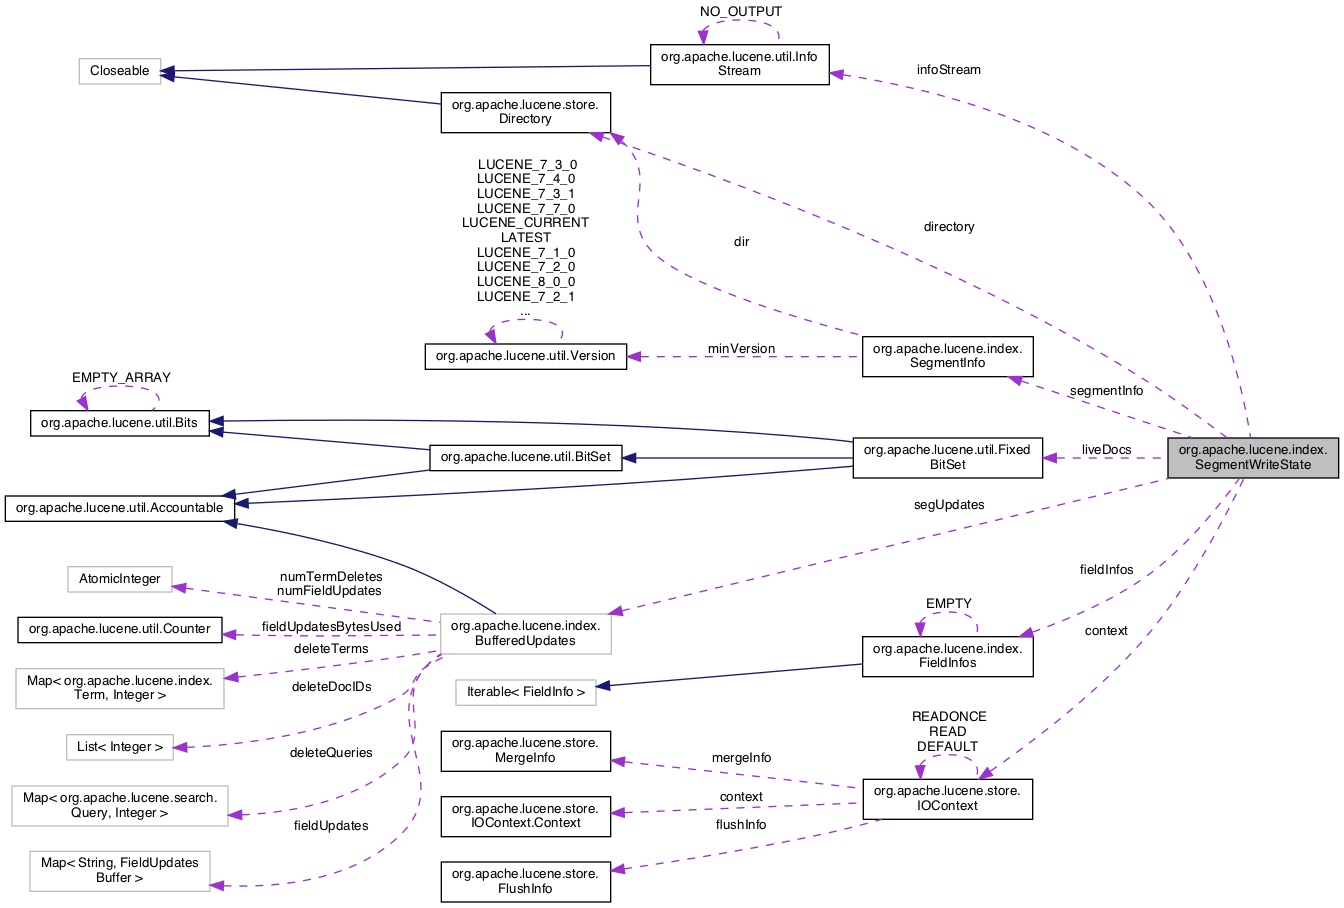 NO_OUTPUT
org.apache.lucene.util.Info
Stream
Closeable
infoStream
org.apache.lucene.store.
Directory
LUCENE_7_3_0
LUCENE_7_4_0
LUCENE_7_3_1
LUCENE_7_7_0
LUCENE_CURRENT
LATEST
LUCENE_7_1_0
LUCENE_7_2_0
LUCENE_8_0_0
LUCENE_7_2_1
...
directory
dir
org.apache.lucene.util.Version
minVersion
org.apache.lucene.index.
SegmentInfo
EMPTY_ARRAY
segmentInfo
org.apache.lucene.util.Bits
org.apache.lucene.util.BitSet
org.apache.lucene.util.Fixed
BitSet
liveDocs
org.apache.lucene.index.
SegmentWriteState
org.apache.lucene.util.Accountable
segUpdates
AtomicInteger
numTermDeletes
numFieldUpdates
fieldInfos
org.apache.lucene.util.Counter
fieldUpdatesBytesUsed
org.apache.lucene.index.
BufferedUpdates
EMPTY
context
deleteTerms
org.apache.lucene.index.
FieldInfos
Map< org.apache.lucene.index.
Term, Integer >
deleteDocIDs
Iterable< FieldInfo >
List< Integer >
deleteQueries
org.apache.lucene.store.
MergeInfo
mergeInfo
READONCE
READ
DEFAULT
Map< org.apache.lucene.search.
Query, Integer >
org.apache.lucene.store.
IOContext.Context
context
org.apache.lucene.store.
IOContext
fieldUpdates
flushInfo
Map< String, FieldUpdates
Buffer >
org.apache.lucene.store.
FlushInfo